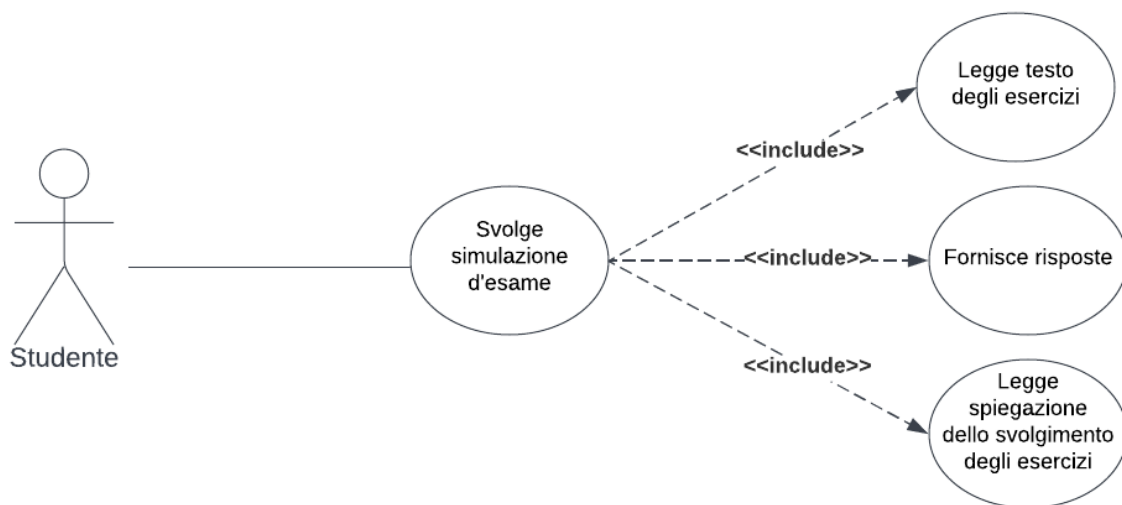 Legge testo
degli esercizi
<<include>>
Svolge
simulazione
d'esame
<<include>>
Fornisce risposte
Studente
<<include>>
Legge
spiegazione
dello svolgimento
degli esercizi